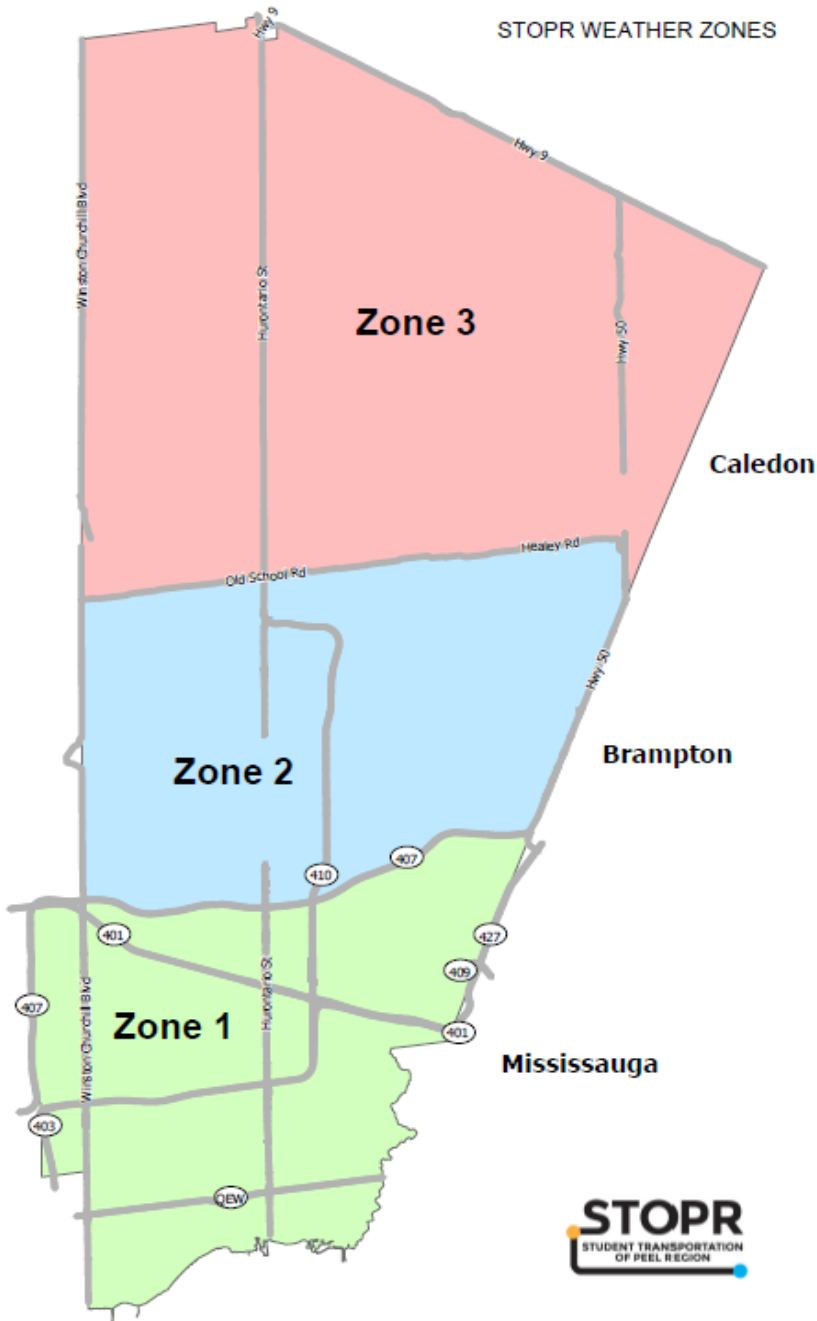 STOPR WEATHER ZONES
Hwy 9
Hwy 9
Winston Churchill Blvd
Hurontario St
Zone 3
Hwy 50
Caledon
Healey Rd
Old School Rd
Hwy 50
Brampton
Zone 2
407
410
401
427
409
407
Winston Churchill Blvd
Hurontario St
Zone 1
401
Mississauga
403
QEW
STOPR
STUDENT TRANSPORTATION
OF PEEL REGION